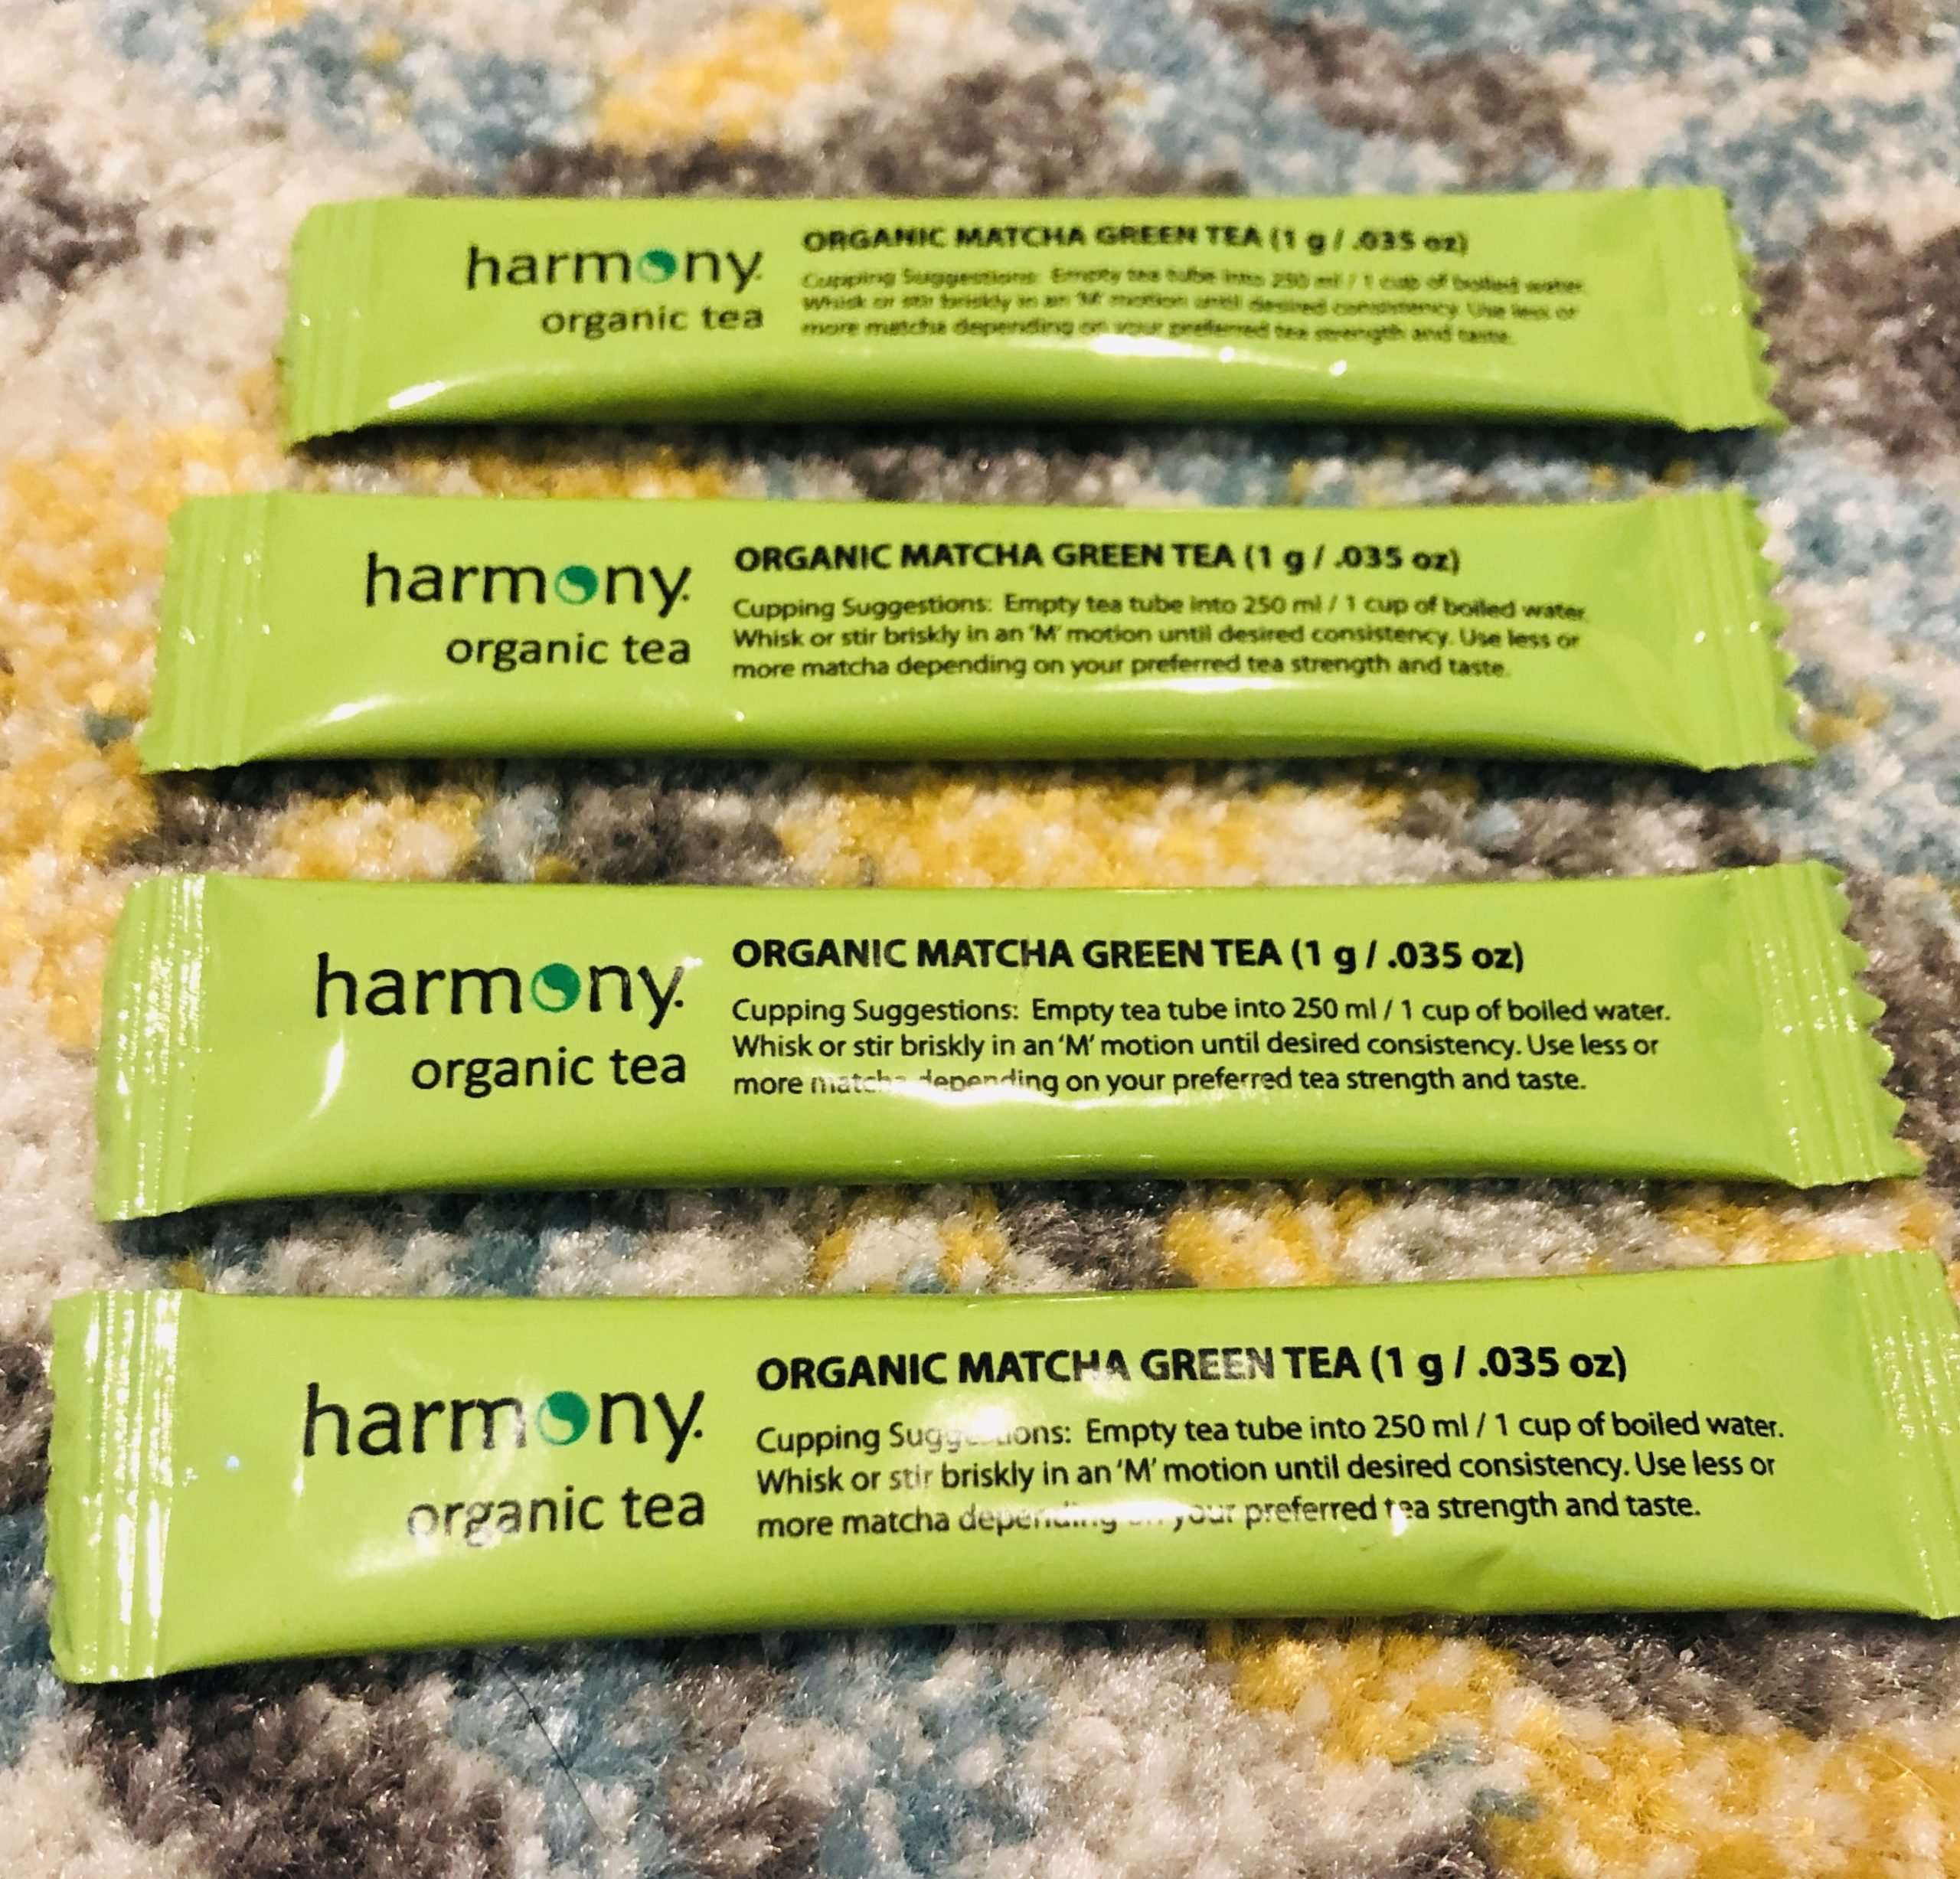 harmony.
organic tea
ORGANIC MATCHA GREEN TEA (1 g / .035 oz)
Cupping Suggestions: Empty tea tube into 250 ml / 1 cup of boiled water.
Whisk or stir briskly in an 'M' motion until desired consistency. Use less or
more matcha depending on your preferred tea strength and taste.
harmony.
organic tea
ORGANIC MATCHA GREEN TEA (1 g / .035 oz)
Cupping Suggestions: Empty tea tube into 250 ml / 1 cup of boiled water.
Whisk or stir briskly in an 'M' motion until desired consistency. Use less or
more matcha depending on your preferred tea strength and taste.
harmony.
organic tea
ORGANIC MATCHA GREEN TEA (1 g / .035 oz)
Cupping Suggestions: Empty tea tube into 250 ml / 1 cup of boiled water.
Whisk or stir briskly in an 'M' motion until desired consistency. Use less or
more matcha depending on your preferred tea strength and taste.
harmony.
organic tea
ORGANIC MATCHA GREEN TEA (1 g / .035 oz)
Cupping Suggestions: Empty tea tube into 250 ml / 1 cup of boiled water.
Whisk or stir briskly in an 'M' motion until desired consistency. Use less or
more matcha depending on your preferred tea strength and taste.